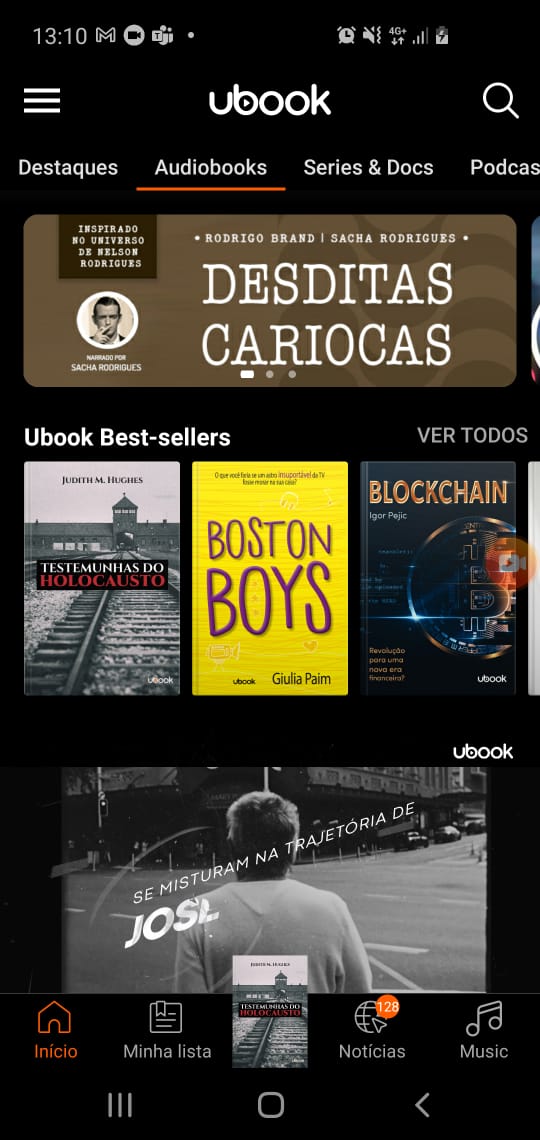 13:10
4G+
ubook
Destaques
Audiobooks
Series & Docs
Podcas
INSPIRADO
NO UNIVERSO
DE NELSON
RODRIGUES
NARRADO POR
SACHA RODRIGUES
• RODRIGO BRAND | SACHA RODRIGUES •
DESDITAS
CARIOCAS
Ubook Best-sellers
VER TODOS
JUDITH M. HUGHES
TESTEMUNHAS DO
HOLOCAUSTO
ubook
O que você faria se um astro insuportável da TV
fosse morar na sua casa?
BOSTON
BOYS
ubook
Giulia Paim
BLOCKCHAIN
Igor Pejic
Revolução
para uma
nova era
financeira?
ubook
ubook
SE MISTURAM NA TRAJETÓRIA DE
JOSÉ
JUDITH M. HUGHES
TESTEMUNHAS DO
HOLOCAUSTO
Início
Minha lista
128
Notícias
Music